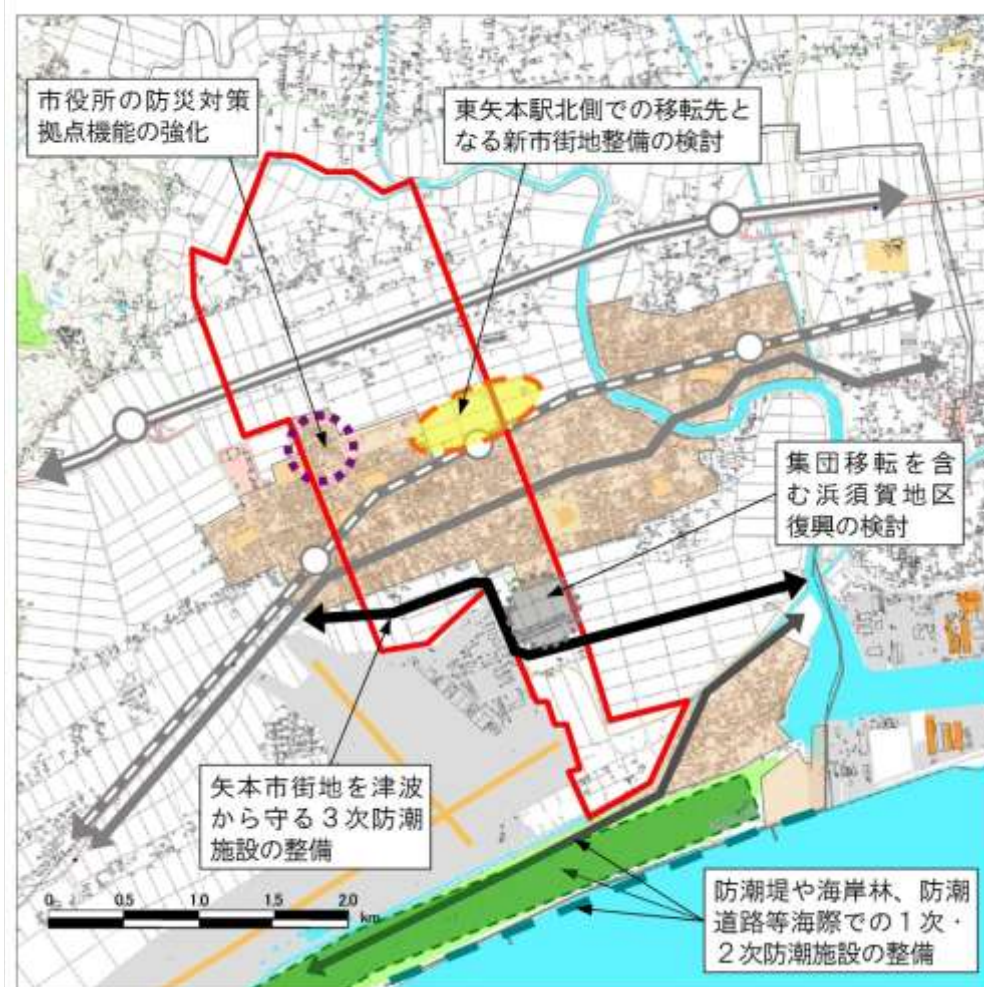 市役所の防災対策
拠点機能の強化
東矢本駅北側での移転先と
なる新市街地整備の検討
集団移転を含
む浜須賀地区
復興の検討
矢本市街地を津波
から守る３次防潮
施設の整備
防潮堤や海岸林、防潮
道路等海際での１次・
２次防潮施設の整備
0 0.5 1.0 1.5 2.0
km